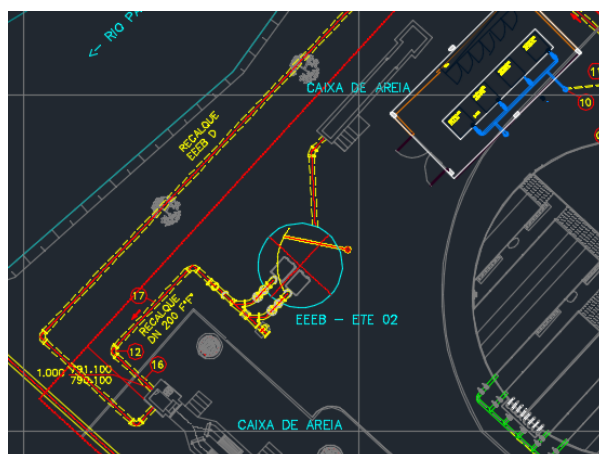 <- RIO PA
CAIXA DE AREIA
11
10
RECALQUE
EEEB D
17
RECALQUE
DN 200 FºFº
EEEB - ETE 02
12
16
1.000 791.100
790.100
CAIXA DE AREIA